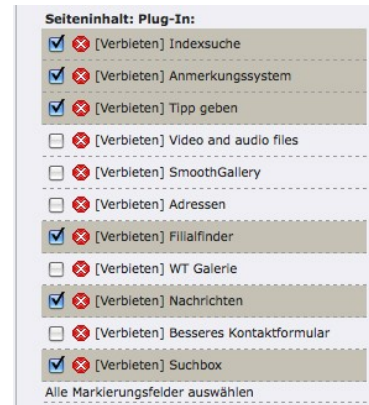 Seiteninhalt: Plug-In:
[Verbieten] Indexsuche
[Verbieten] Anmerkungssystem
[Verbieten] Tipp geben
[Verbieten] Video and audio files
[Verbieten] SmoothGallery
[Verbieten] Adressen
[Verbieten] Filialfinder
[Verbieten] WT Galerie
[Verbieten] Nachrichten
[Verbieten] Besseres Kontaktformular
[Verbieten] Suchbox
Alle Markierungsfelder auswählen